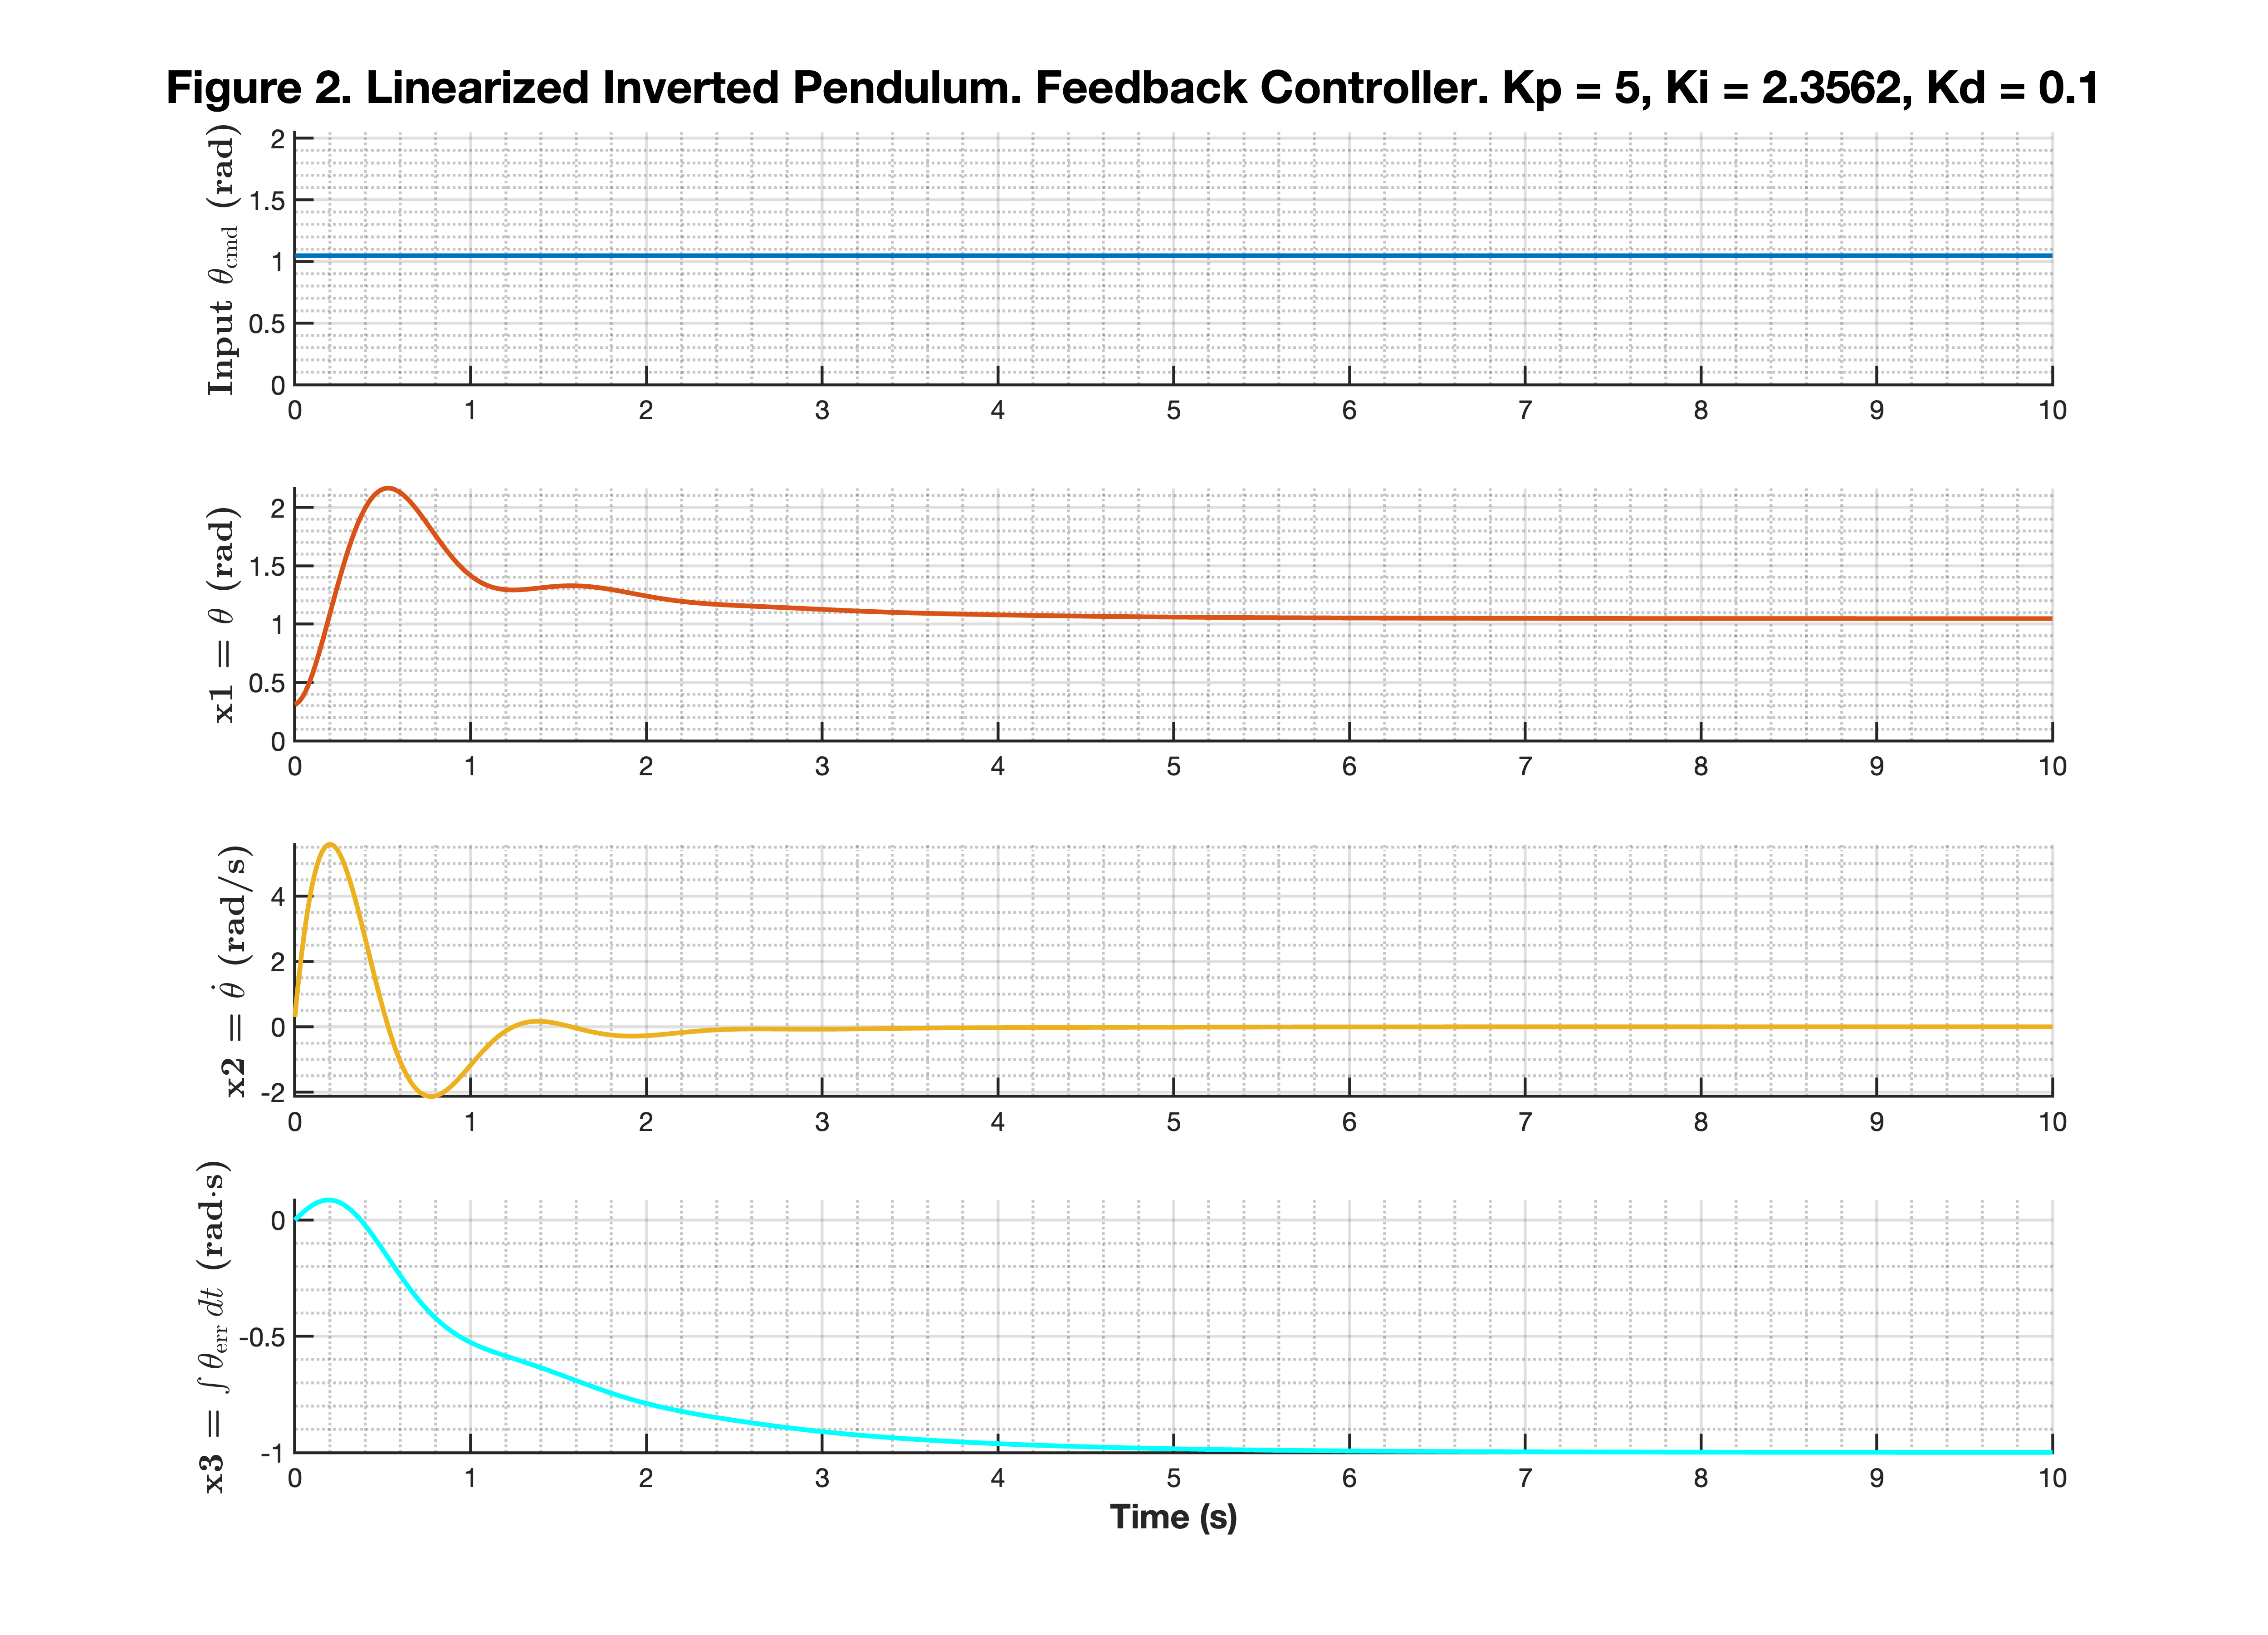 Figure 2. Linearized Inverted Pendulum. Feedback Controller. Kp = 5, Ki = 2.3562, Kd = 0.1
Input θcmd (rad)
2
1.5
1
0.5
0
0 1 2 3 4 5 6 7 8 9 10
x1 = θ (rad)
2
1.5
1
0.5
0
0 1 2 3 4 5 6 7 8 9 10
x2 = θ̇ (rad/s)
4
2
0
-2
0 1 2 3 4 5 6 7 8 9 10
x3 = ∫ θerr dt (rad·s)
0
-0.5
-1
0 1 2 3 4 5 6 7 8 9 10
Time (s)